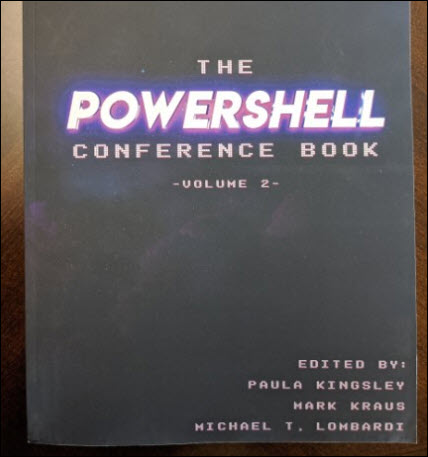 THE
POWERSHELL
CONFERENCE BOOK
-VOLUME 2-
EDITED BY:
PAULA KINGSLEY
MARK KRAUS
MICHAEL T. LOMBARDI